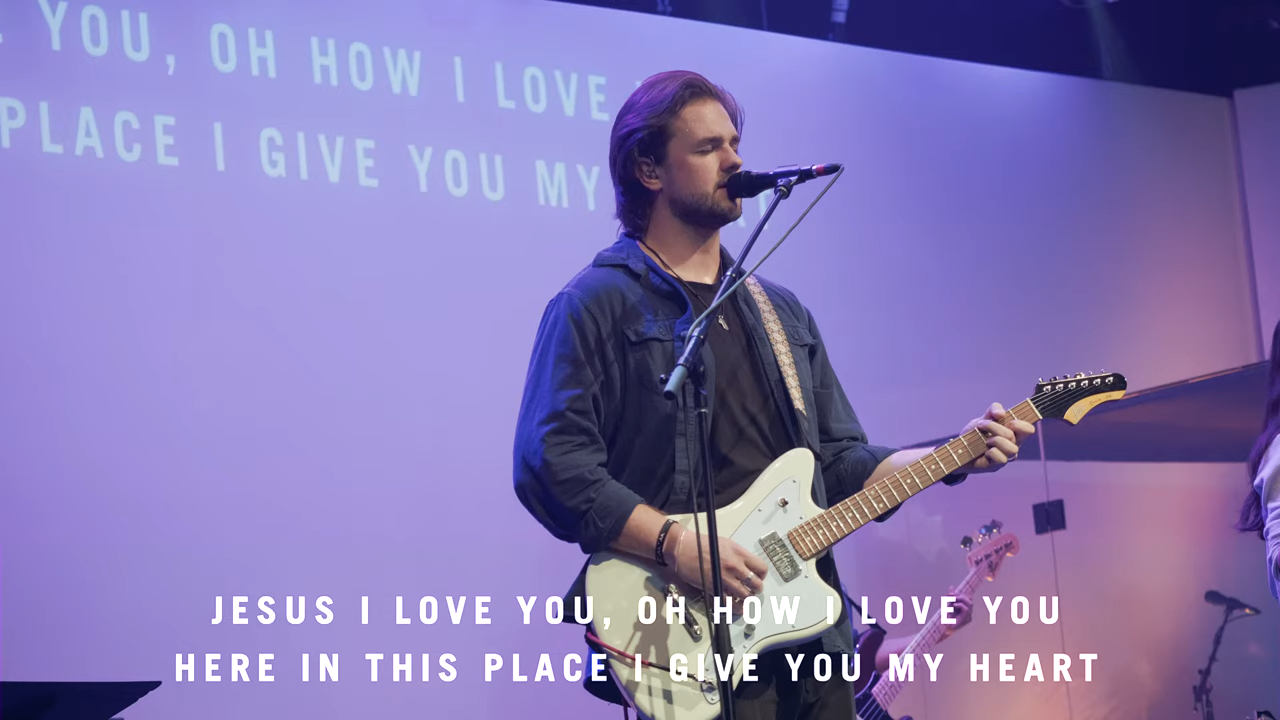 YOU, OH HOW I LOVE
PLACE I GIVE YOU MY
JESUS I LOVE YOU, OH HOW I LOVE YOU
HERE IN THIS PLACE I GIVE YOU MY HEART